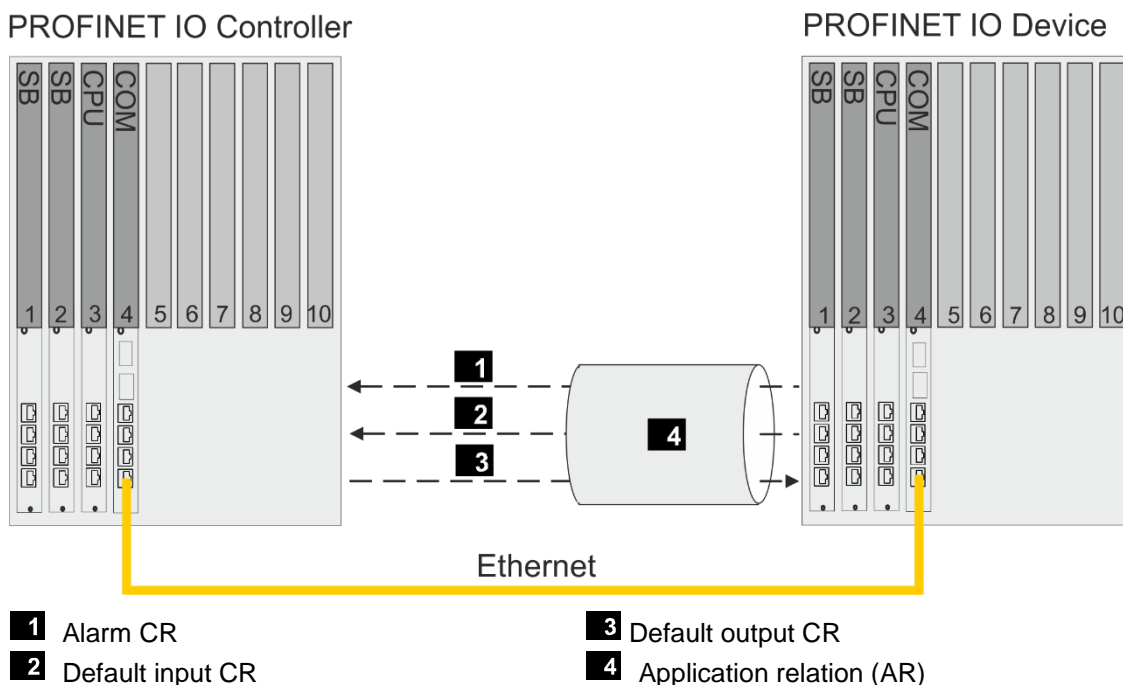 PROFINET IO Controller
PROFINET IO Device
SB SB CPU COM
1 2 3 4 5 6 7 8 9 10
SB SB CPU COM
1 2 3 4 5 6 7 8 9 10
1
2
3
4
Ethernet
1 Alarm CR
2 Default input CR
3 Default output CR
4 Application relation (AR)